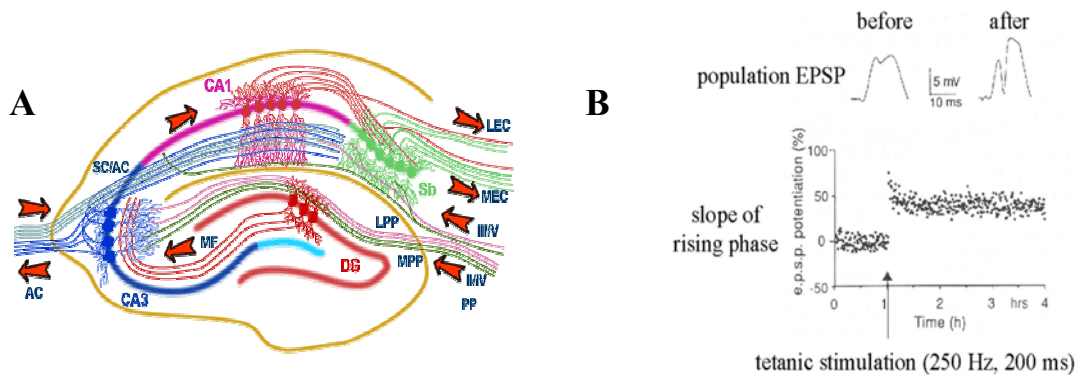 A
CA1
LEC
SC/AC
Sb
MEC
LPP
III/V
MF
MPP
DG
II/IV
AC
CA3
PP
B
before
after
population EPSP
5 mV
10 ms
slope of
rising phase
e.p.s.p. potentiation (%)
100
50
0
-50
0
1
2
3
hrs
4
Time (h)
tetanic stimulation (250 Hz, 200 ms)